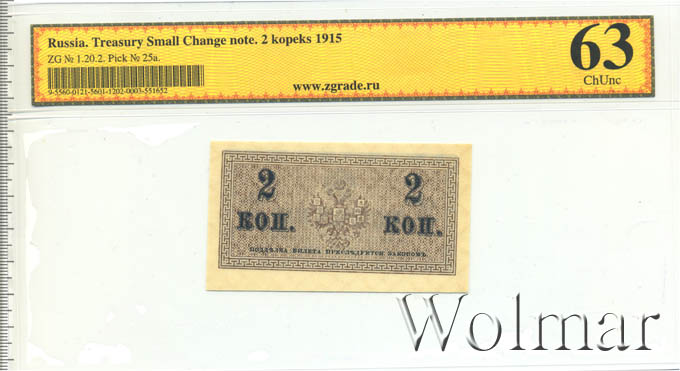 Russia. Treasury Small Change note. 2 kopeks 1915
ZG № 1.20.2. Pick № 25a.
9-5560-0121-5601-1202-0003-551652
www.zgrade.ru
63
ChUnc
2 2
КОП. КОП.
ПОДДѢЛКА БИЛЕТА ПРЕСЛѢДУЕТСЯ ЗАКОНОМЪ
Wolmar